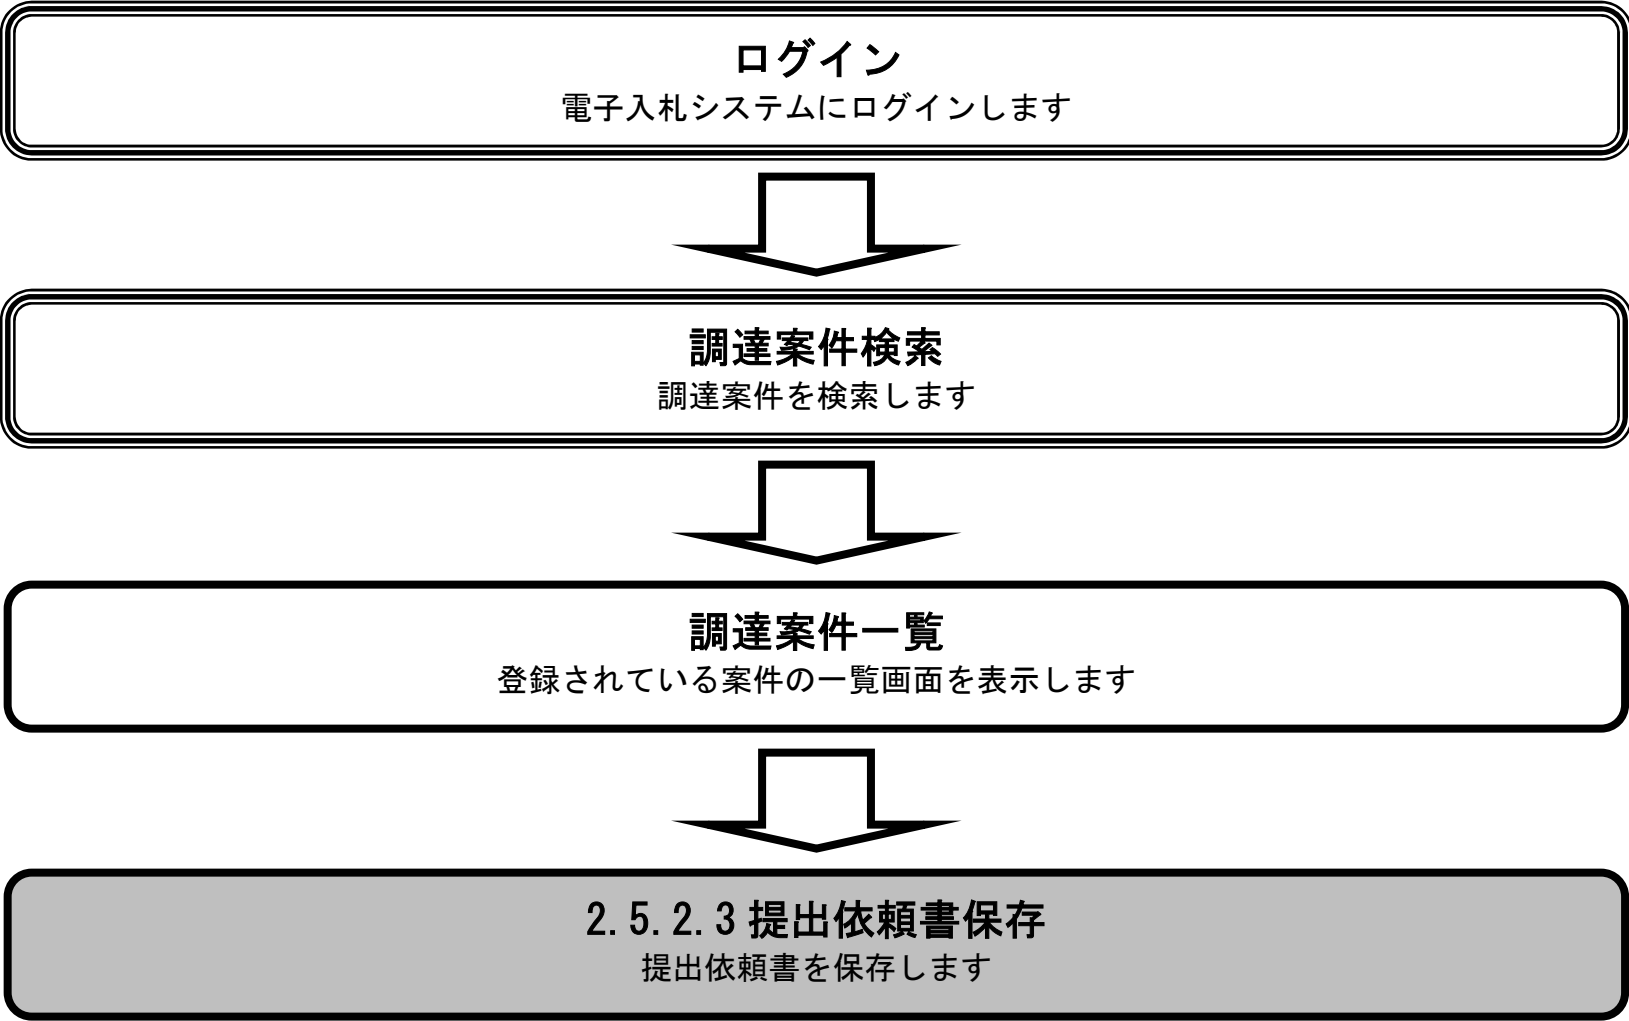 ログイン
電子入札システムにログインします
調達案件検索
調達案件を検索します
調達案件一覧
登録されている案件の一覧画面を表示します
2.5.2.3 提出依頼書保存
提出依頼書を保存します